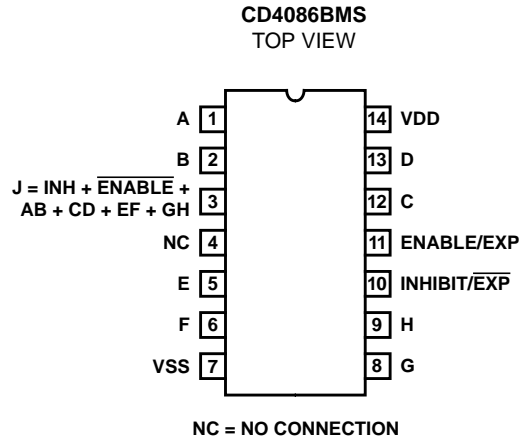 CD4086BMS
TOP VIEW
A 1
B 2
J = INH + ENABLE +
AB + CD + EF + GH
3
NC 4
E 5
F 6
VSS 7
14 VDD
13 D
12 C
11 ENABLE/EXP
10 INHIBIT/EXP
9 H
8 G
NC = NO CONNECTION